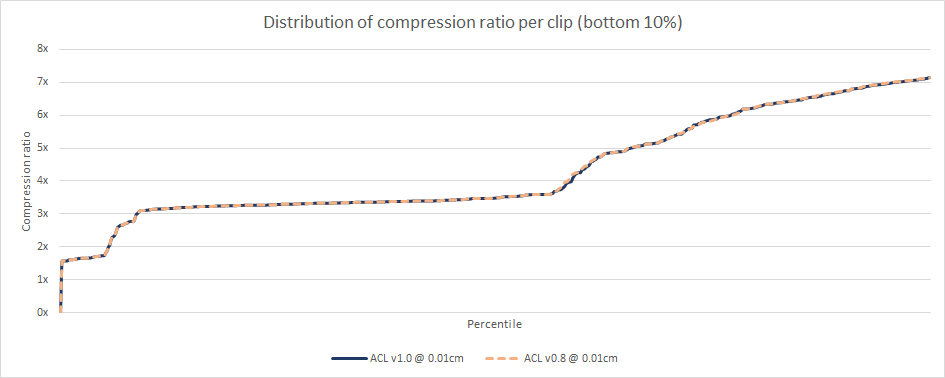 Distribution of compression ratio per clip (bottom 10%)
8x
7x
6x
5x
4x
3x
2x
1x
0x
Compression ratio
Percentile
ACL v1.0 @ 0.01cm
ACL v0.8 @ 0.01cm